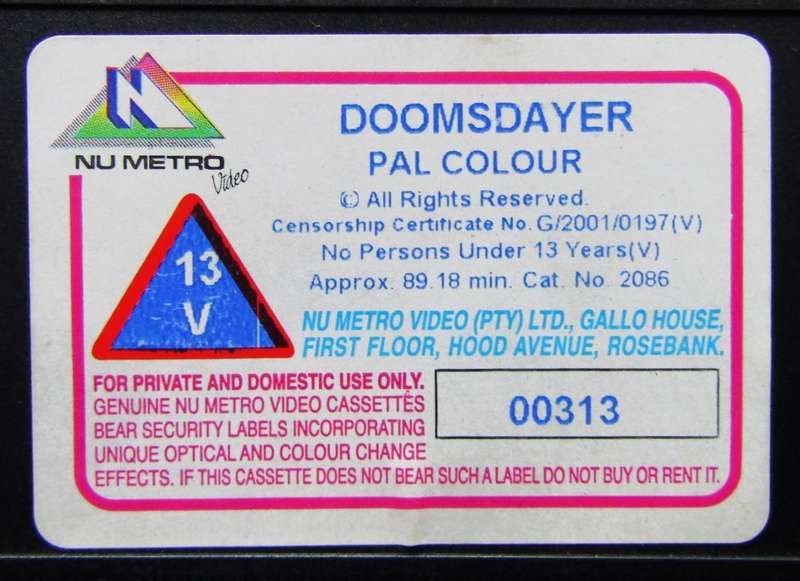 N
NU METRO
Video
DOOMSDAYER
PAL COLOUR
© All Rights Reserved.
Censorship Certificate No. G/2001/0197(V)
No Persons Under 13 Years(V)
Approx. 89.18 min. Cat. No. 2086
13
V
NU METRO VIDEO (PTY) LTD., GALLO HOUSE,
FIRST FLOOR, HOOD AVENUE, ROSEBANK.
FOR PRIVATE AND DOMESTIC USE ONLY.
GENUINE NU METRO VIDEO CASSETTES
BEAR SECURITY LABELS INCORPORATING
UNIQUE OPTICAL AND COLOUR CHANGE
EFFECTS. IF THIS CASSETTE DOES NOT BEAR SUCH A LABEL DO NOT BUY OR RENT IT.
00313